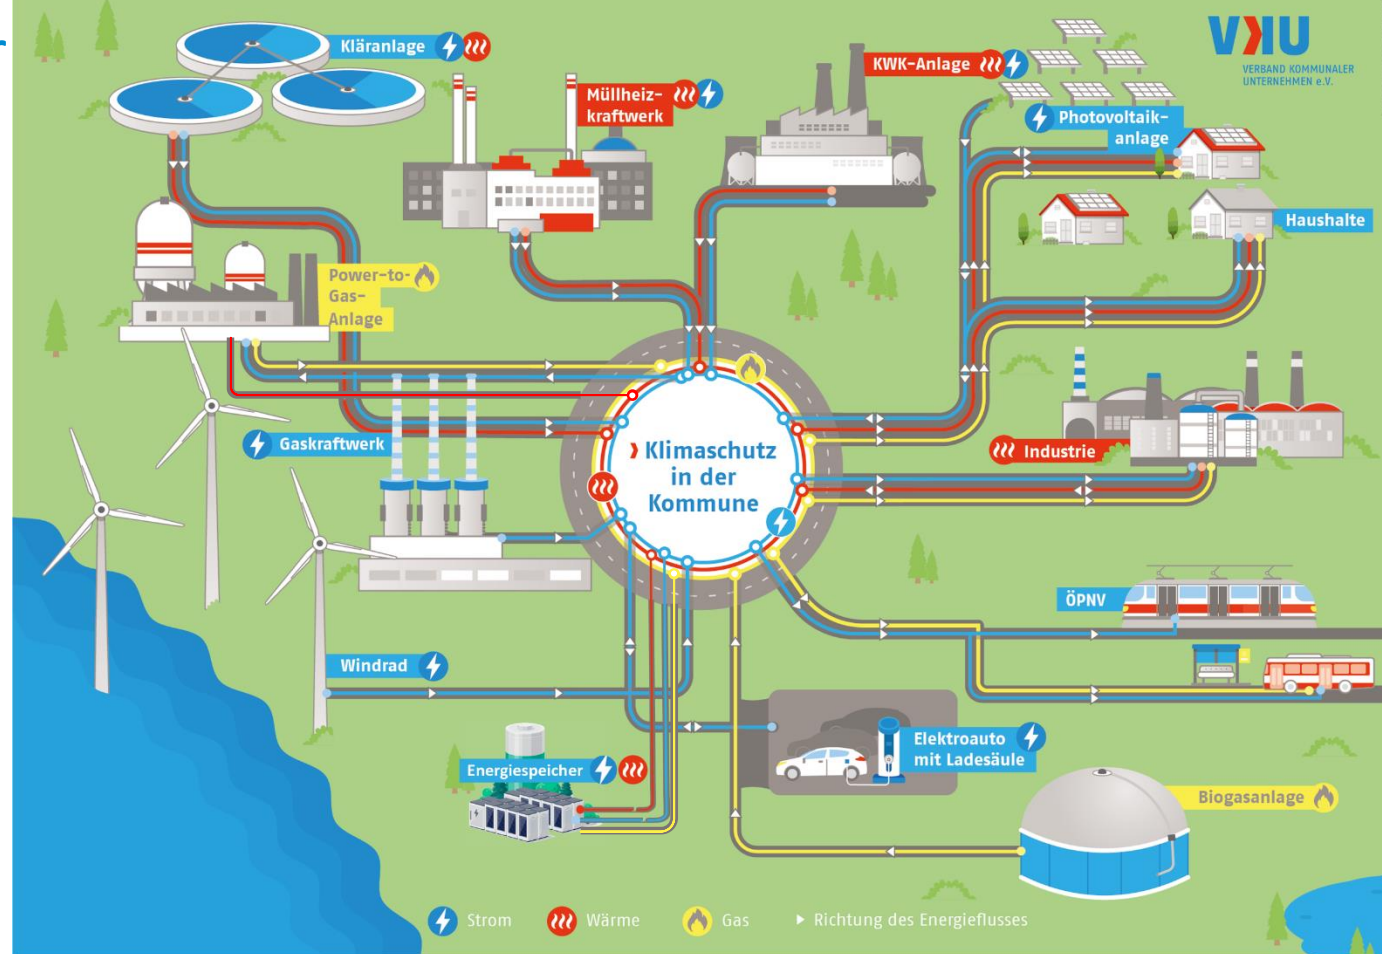 Kläranlage
Müllheiz-
kraftwerk
KWK-Anlage
VKU
VERBAND KOMMUNALER
UNTERNEHMEN e.V.
Photovoltaik-
anlage
Haushalte
Power-to-
Gas-
Anlage
Gaskraftwerk
Klimaschutz
in der
Kommune
Industrie
ÖPNV
Windrad
Energiespeicher
Elektroauto
mit Ladesäule
Biogasanlage
Strom
Wärme
Gas
Richtung des Energieflusses